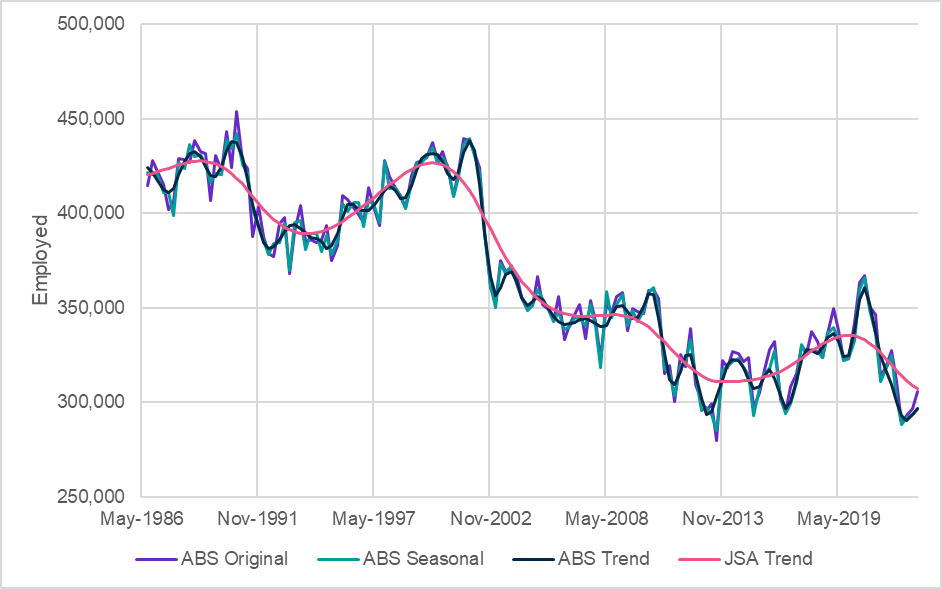 500,000
450,000
400,000
350,000
300,000
250,000
Employed
May-1986 Nov-1991 May-1997 Nov-2002 May-2008 Nov-2013 May-2019
ABS Original ABS Seasonal ABS Trend JSA Trend